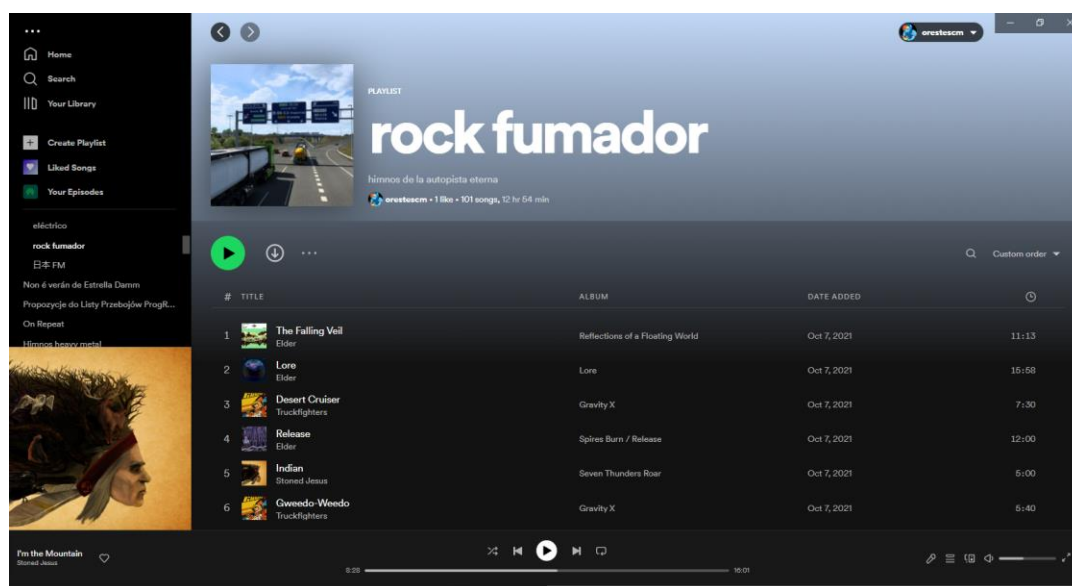 Home
Search
Your Library
Create Playlist
Liked Songs
Your Episodes
eléctrico
rock fumador
日本 FM
Non é verán de Estrella Damm
Propozycje do Listy Przebojów ProgR...
On Repeat
Himnos heavy metal
orestescm
PLAYLIST
rock fumador
himnos de la autopista eterna
orestescm • 1 like • 101 songs, 12 hr 54 min
Custom order
# TITLE ALBUM DATE ADDED
1 The Falling Veil Reflections of a Floating World Oct 7, 2021 11:13
Elder
2 Lore Lore Oct 7, 2021 15:58
Elder
3 Desert Cruiser Gravity X Oct 7, 2021 7:30
Truckfighters
4 Release Spires Burn / Release Oct 7, 2021 12:00
Elder
5 Indian Seven Thunders Roar Oct 7, 2021 5:00
Stoned Jesus
6 Gweedo-Weedo Gravity X Oct 7, 2021 5:40
Truckfighters
I'm the Mountain
Stoned Jesus
8:28 16:01